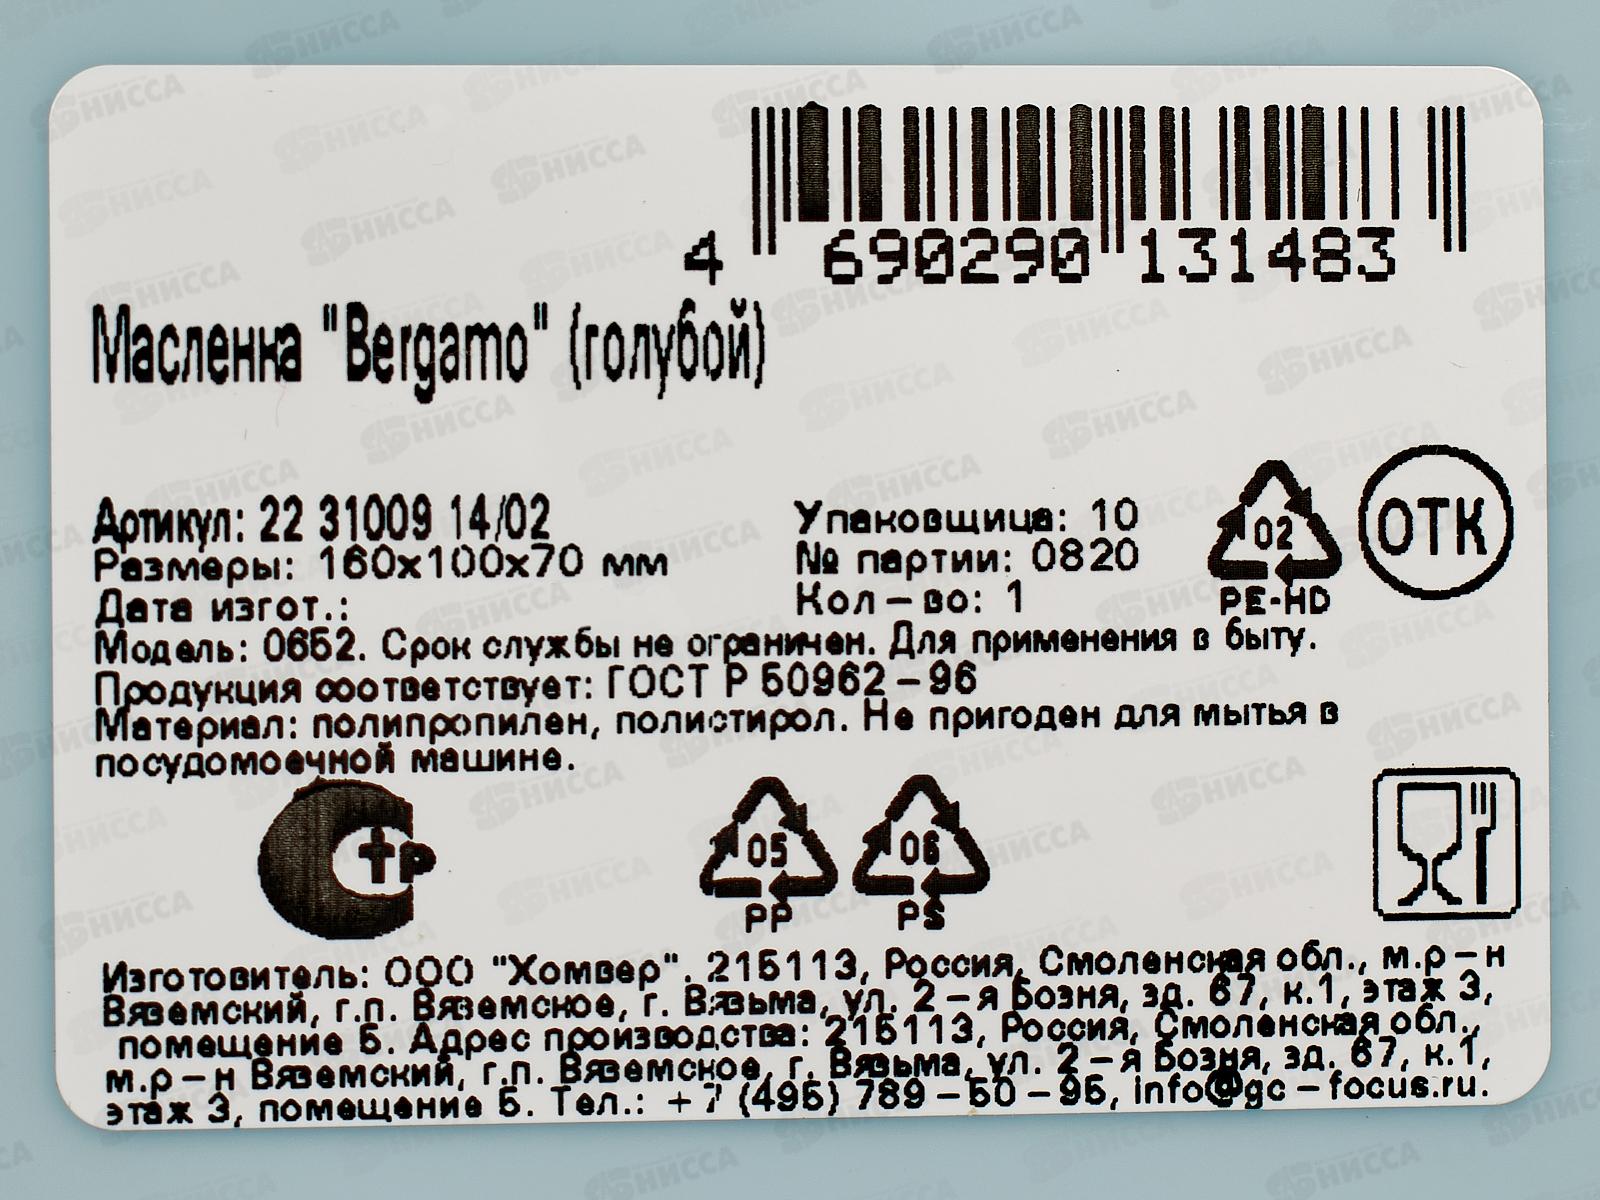 4 690290 131483
Масленка "Bergamo" (голубой)
Артикул: 22 31009 14/02
Размеры: 160x100x70 мм
Дата изгот.:
Упаковщица: 10
№ партии: 0820
Кол-во: 1
02
PE-HD
ОТК
Модель: 0652. Срок службы не ограничен. Для применения в быту.
Продукция соответствует: ГОСТ Р 50962-96
Материал: полипропилен, полистирол. Не пригоден для мытья в
посудомоечной машине.
тр
05
PP
06
PS
Изготовитель: ООО "Хомвер". 215113, Россия, Смоленская обл., м.р-н
Вяземский, г.п. Вяземское, г. Вязьма, ул. 2-я Бозня, зд. 67, к.1, этаж 3,
помещение 5. Адрес производства: 215113, Россия, Смоленская обл.,
м.р-н Вяземский, г.п. Вяземское, г. Вязьма, ул. 2-я Бозня, зд. 67, к.1,
этаж 3, помещение 5. Тел.: +7 (495) 789-50-95, info@gc-focus.ru.
НИССА